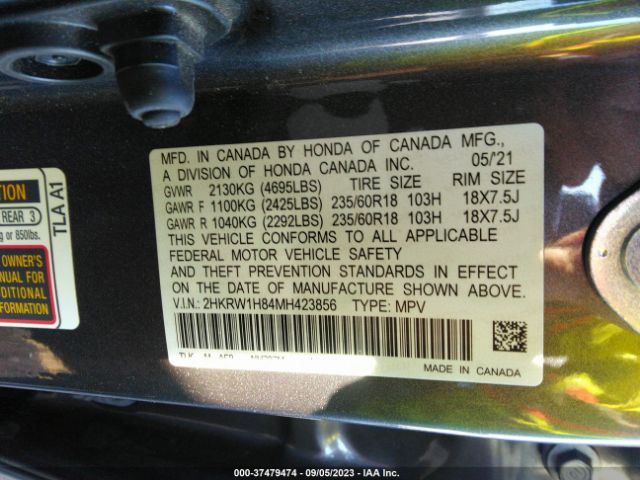 MFD. IN CANADA BY HONDA OF CANADA MFG.,
A DIVISION OF HONDA CANADA INC. 05/'21
GVWR 2130KG (4695LBS) TIRE SIZE RIM SIZE
GAWR F 1100KG (2425LBS) 235/60R18 103H 18X7.5J
GAWR R 1040KG (2292LBS) 235/60R18 103H 18X7.5J
THIS VEHICLE CONFORMS TO ALL APPLICABLE
FEDERAL MOTOR VEHICLE SAFETY
AND THEFT PREVENTION STANDARDS IN EFFECT
ON THE DATE OF MANUFACTURE SHOWN ABOVE.
V.I.N.: 2HKRW1H84MH423856 TYPE: MPV
MADE IN CANADA
TION
REAR 3
g or 850lbs.
OWNER'S
MANUAL FOR
TLA A1
000-37479474 - 09/05/2023 - IAA Inc.